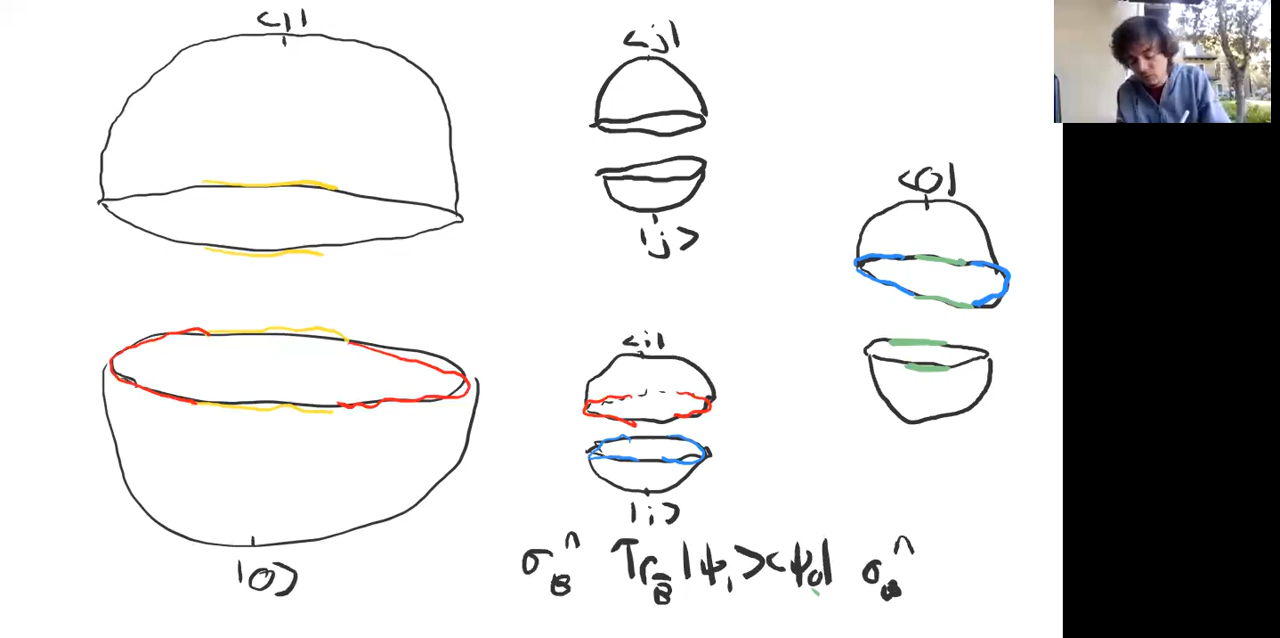 <1|
<j|
|j>
<0|
<i|
|i>
|0>
σ_B^n Tr_B̅ |ψ_1><ψ_0| σ_B^n